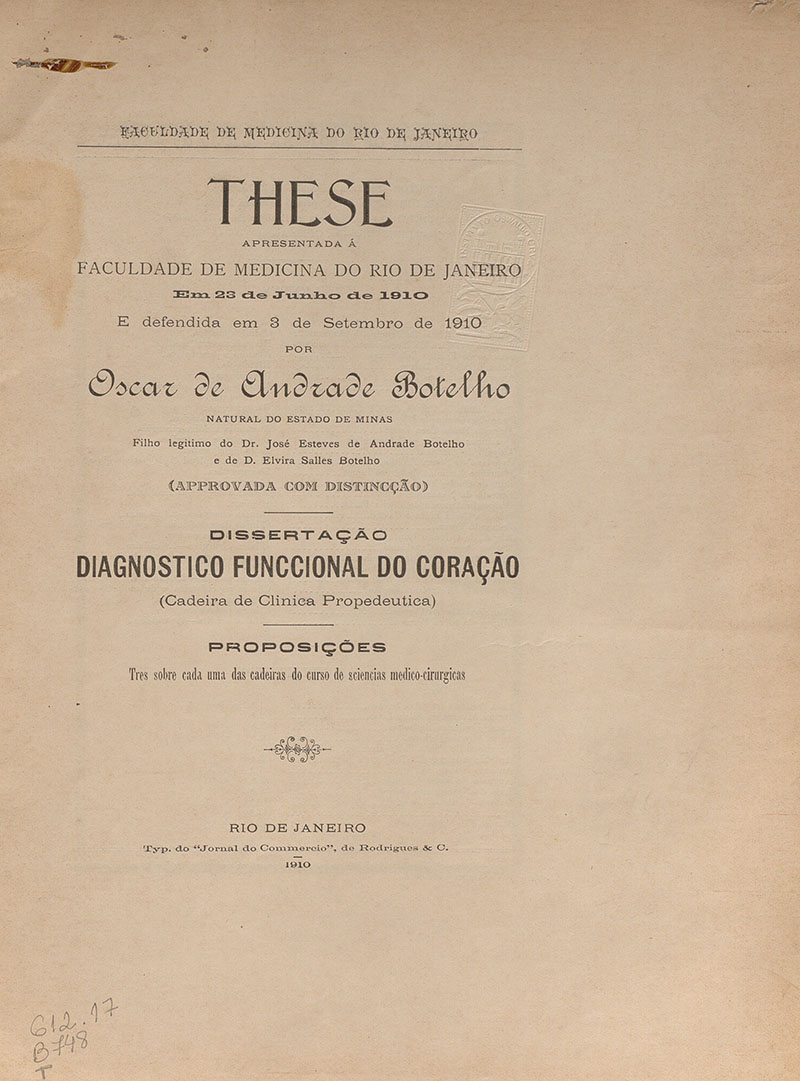 FACULDADE DE MEDICINA DO RIO DE JANEIRO
THESE
APRESENTADA Á
FACULDADE DE MEDICINA DO RIO DE JANEIRO
Em 23 de Junho de 1910
E defendida em 3 de Setembro de 1910
POR
Oscar de Andrade Botelho
NATURAL DO ESTADO DE MINAS
Filho legitimo do Dr. José Esteves de Andrade Botelho
e de D. Elvira Salles Botelho
(APPROVADA COM DISTINCÇÃO)
DISSERTAÇÃO
DIAGNOSTICO FUNCCIONAL DO CORAÇÃO
(Cadeira de Clinica Propedeutica)
PROPOSIÇÕES
Tres sobre cada uma das cadeiras do curso de sciencias medico-cirurgicas
RIO DE JANEIRO
Typ. do "Jornal do Commercio", de Rodrigues & C.
1910
612.17
B748
T